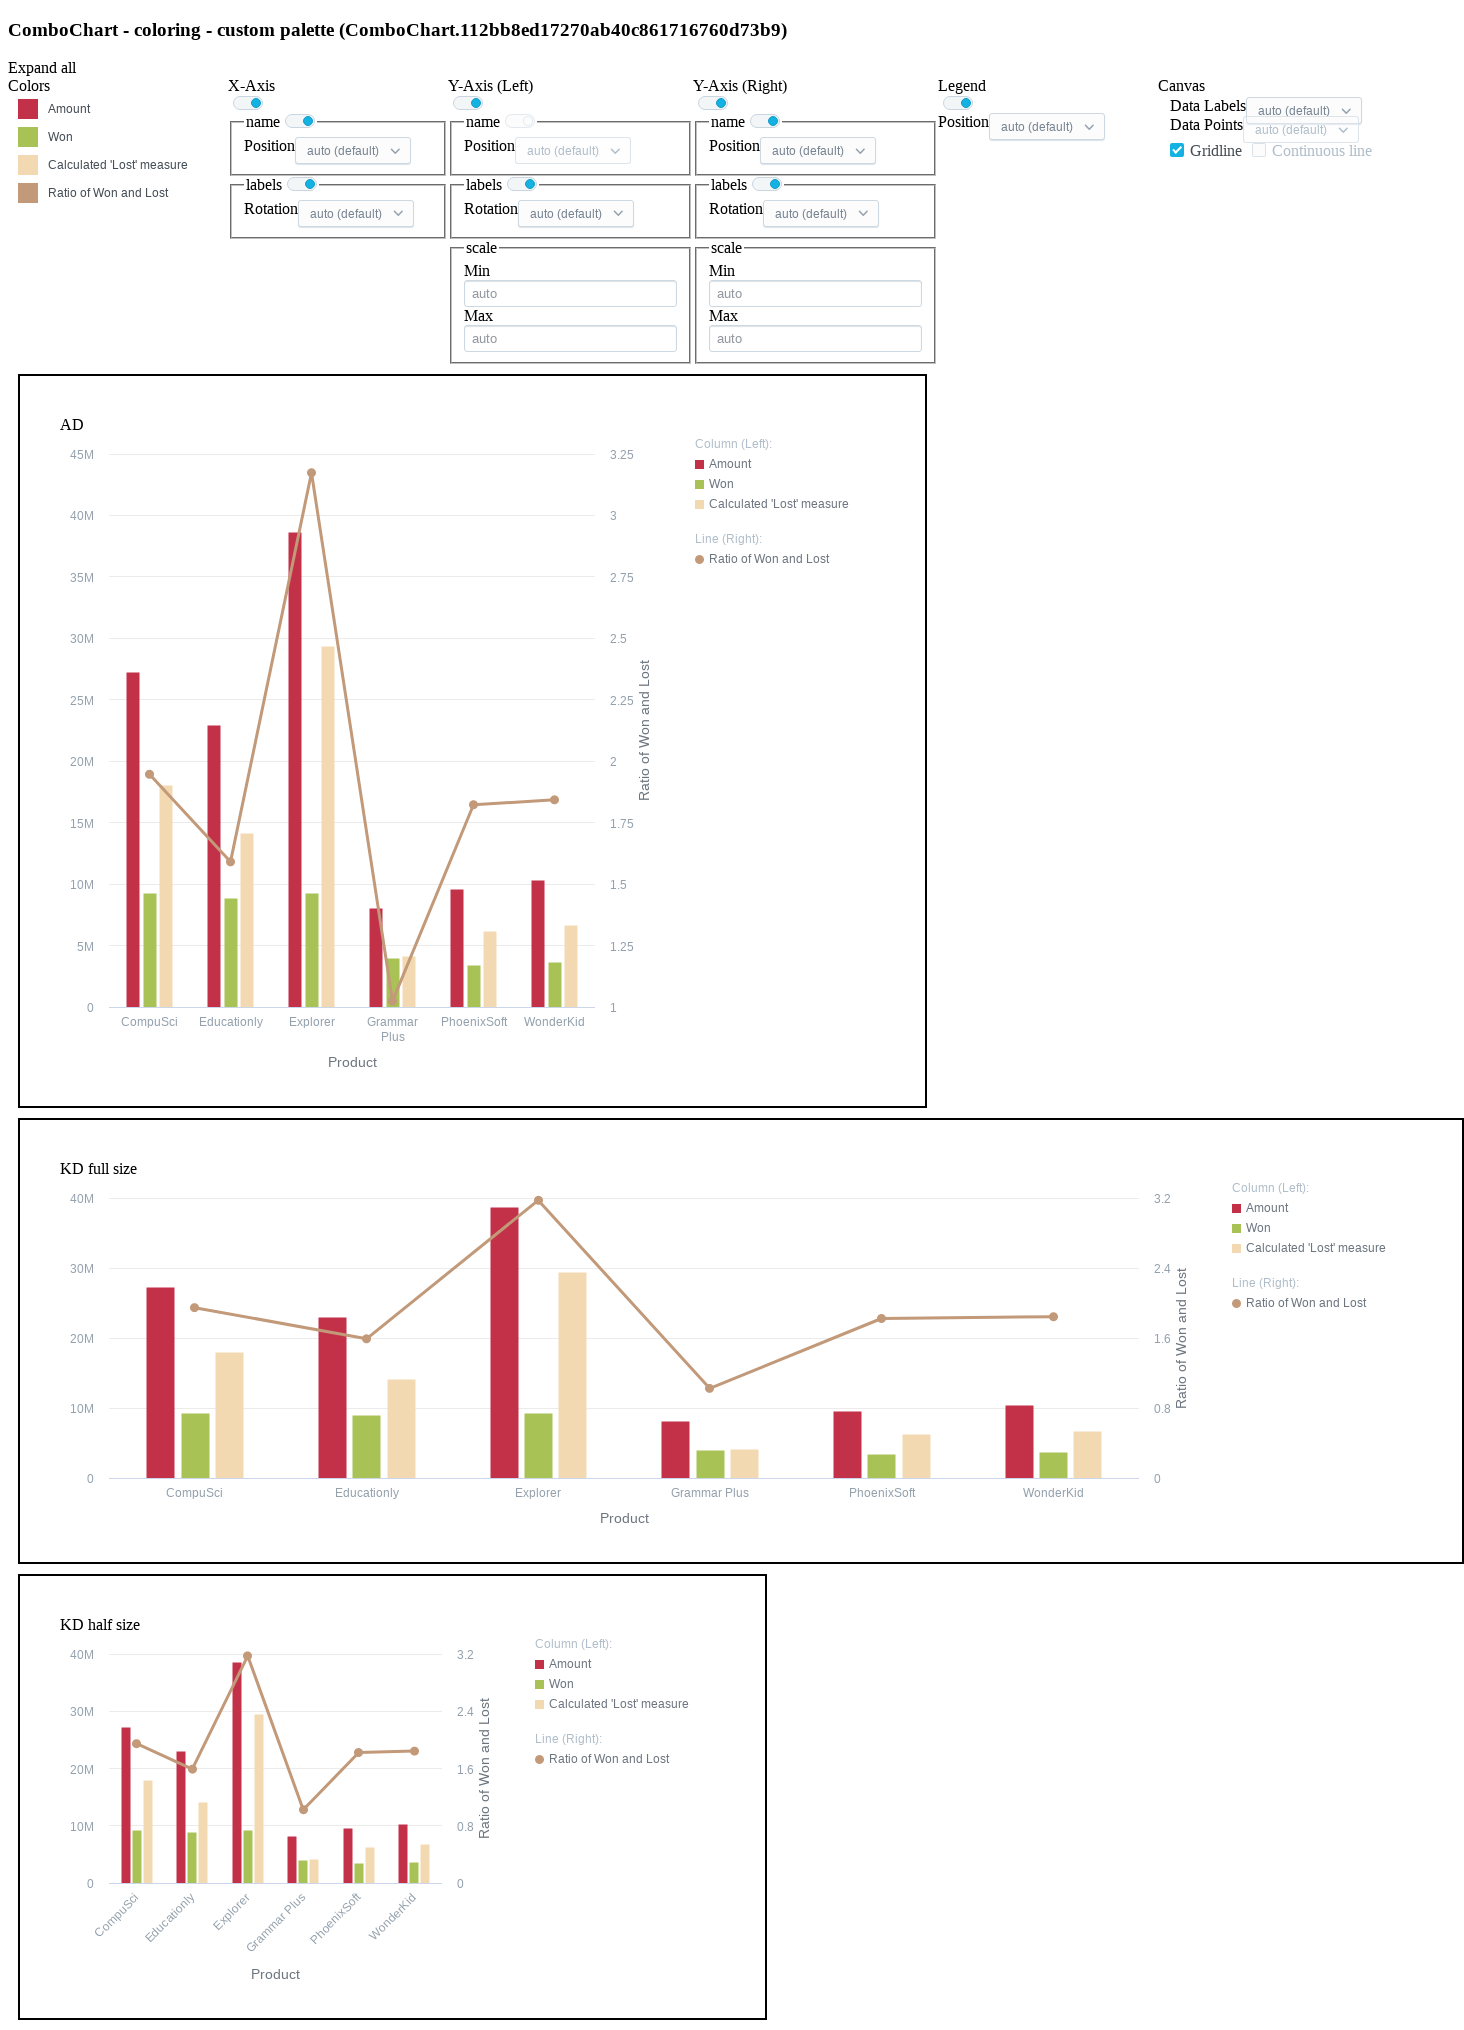 ComboChart - coloring - custom palette (ComboChart.112bb8ed17270ab40c861716760d73b9)
Expand all
Colors
Amount
Won
Calculated 'Lost' measure
Ratio of Won and Lost
X-Axis
name
Position auto (default)
labels
Rotation auto (default)
Y-Axis (Left)
name
Position auto (default)
labels
Rotation auto (default)
scale
Min
auto
Max
auto
Y-Axis (Right)
name
Position auto (default)
labels
Rotation auto (default)
scale
Min
auto
Max
auto
Legend
Position auto (default)
Canvas
Data Labels auto (default)
Data Points auto (default)
Gridline Continuous line
AD
45M
40M
35M
30M
25M
20M
15M
10M
5M
0
3.25
3
2.75
2.5
2.25
2
1.75
1.5
1.25
1
Ratio of Won and Lost
CompuSci Educationly Explorer Grammar PhoenixSoft WonderKid
Plus
Product
Column (Left):
Amount
Won
Calculated 'Lost' measure
Line (Right):
Ratio of Won and Lost
KD full size
40M
30M
20M
10M
0
3.2
2.4
1.6
0.8
0
Ratio of Won and Lost
CompuSci Educationly Explorer Grammar Plus PhoenixSoft WonderKid
Product
Column (Left):
Amount
Won
Calculated 'Lost' measure
Line (Right):
Ratio of Won and Lost
KD half size
40M
30M
20M
10M
0
3.2
2.4
1.6
0.8
0
Ratio of Won and Lost
CompuSci Educationly Explorer Grammar Plus PhoenixSoft WonderKid
Product
Column (Left):
Amount
Won
Calculated 'Lost' measure
Line (Right):
Ratio of Won and Lost